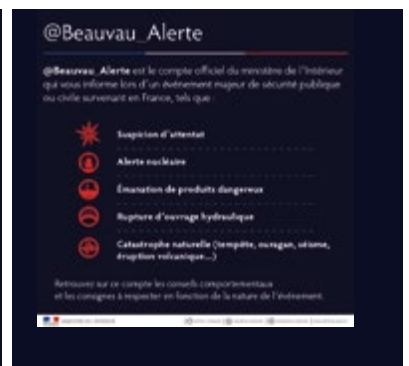 @Beauvau_Alerte
@Beauvau_Alerte est le compte officiel du ministère de l'Intérieur
qui vous informe lors d'un événement majeur de sécurité publique
ou civile survenant en France, tels que :
Suspicion d'attentat
Alerte nucléaire
Émanation de produits dangereux
Rupture d'ouvrage hydraulique
Catastrophe naturelle (tempête, ouragan, séisme,
éruption volcanique...)
Retrouvez sur ce compte les conseils comportementaux
et les consignes à respecter en fonction de la nature de l'événement.